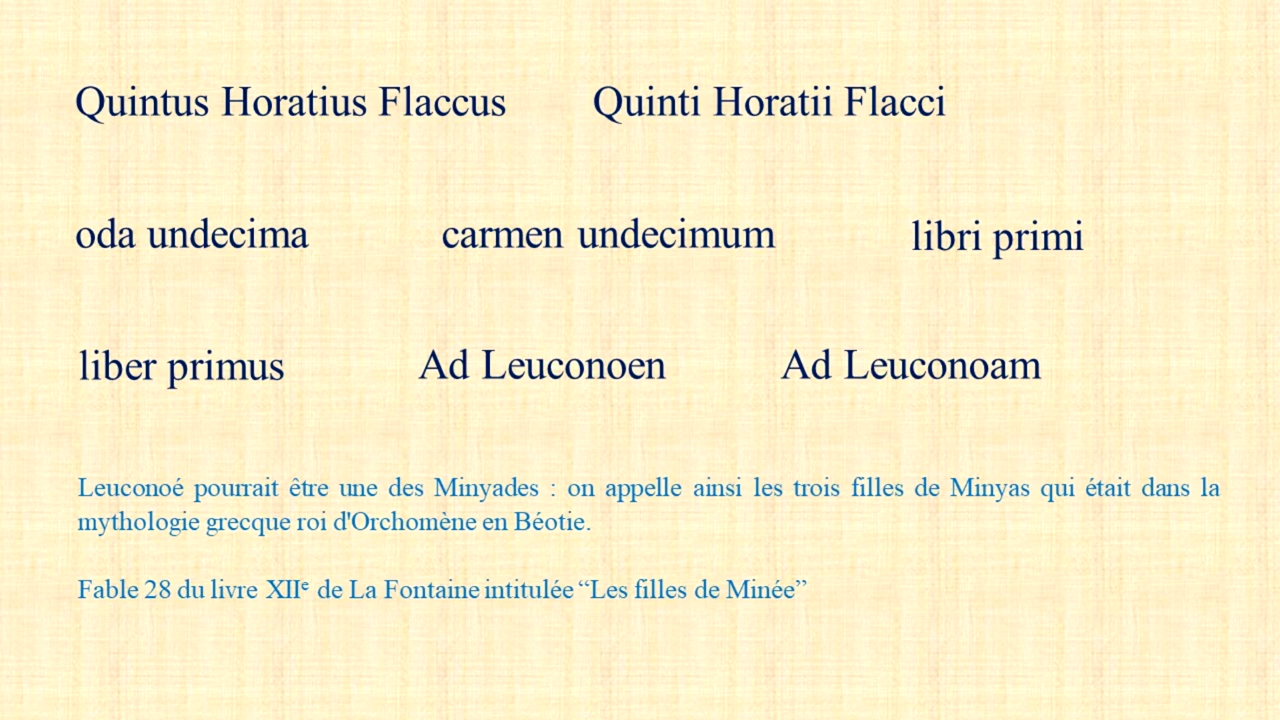 Quintus Horatius Flaccus Quinti Horatii Flacci
oda undecima carmen undecimum libri primi
liber primus Ad Leuconoen Ad Leuconoam
Leuconoé pourrait être une des Minyades : on appelle ainsi les trois filles de Minyas qui était dans la
mythologie grecque roi d'Orchomène en Béotie.
Fable 28 du livre XIIᵉ de La Fontaine intitulée “Les filles de Minée”